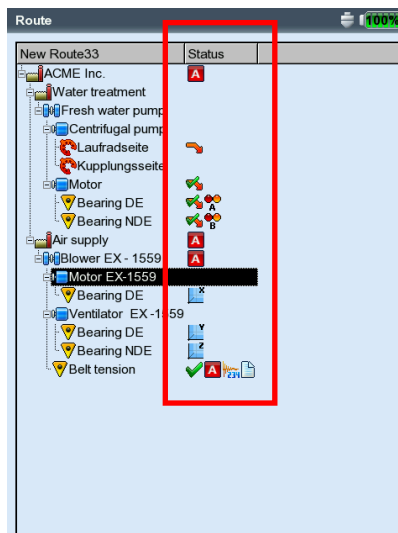 Route 100%
New Route33 Status
ACME Inc. A
Water treatment
Fresh water pump
Centrifugal pump
Laufradseite
Kupplungsseite
Motor
Bearing DE A
Bearing NDE B
Air supply A
Blower EX - 1559 A
Motor EX-1559
Bearing DE X
Ventilator EX -1559
Bearing DE Y
Bearing NDE Z
Belt tension A 234